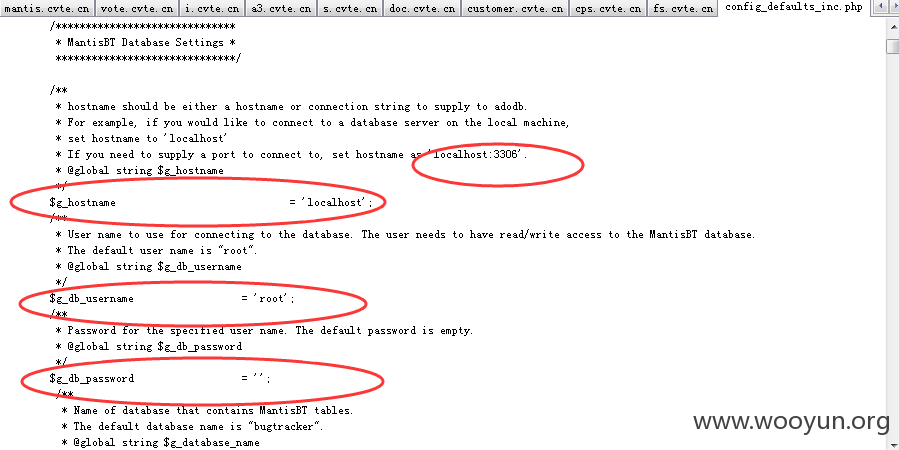 mantis.cvte.cn vote.cvte.cn i.cvte.cn a3.cvte.cn s.cvte.cn doc.cvte.cn customer.cvte.cn cps.cvte.cn fs.cvte.cn config_defaults_inc.php
/******************************
* MantisBT Database Settings *
******************************/
/**
* hostname should be either a hostname or connection string to supply to adodb.
* For example, if you would like to connect to a database server on the local machine,
* set hostname to 'localhost'
* If you need to supply a port to connect to, set hostname as 'localhost:3306'.
* @global string $g_hostname
*/
$g_hostname = 'localhost';
/**
* User name to use for connecting to the database. The user needs to have read/write access to the MantisBT database.
* The default user name is "root".
* @global string $g_db_username
*/
$g_db_username = 'root';
/**
* Password for the specified user name. The default password is empty.
* @global string $g_db_password
*/
$g_db_password = '';
/**
* Name of database that contains MantisBT tables.
* The default database name is "bugtracker".
* @global string $g_database_name
www.wooyun.org